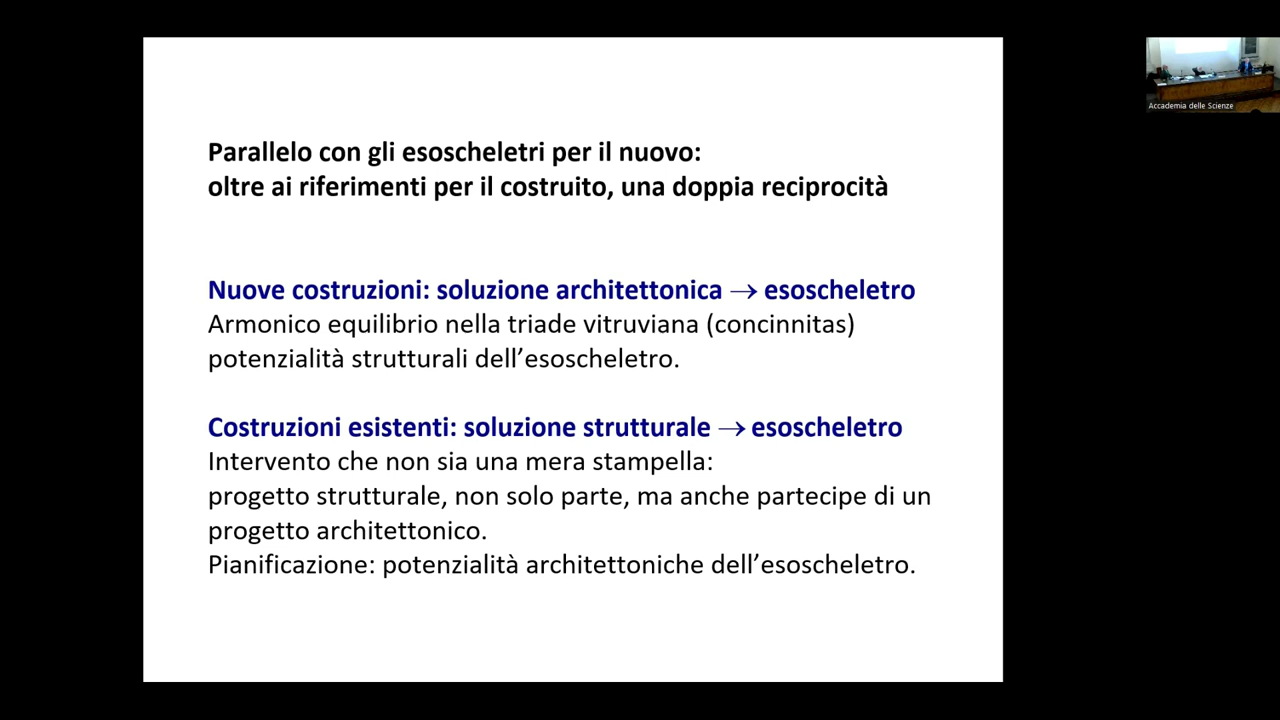 Parallelo con gli esoscheletri per il nuovo:
oltre ai riferimenti per il costruito, una doppia reciprocità
Nuove costruzioni: soluzione architettonica → esoscheletro
Armonico equilibrio nella triade vitruviana (concinnitas)
potenzialità strutturali dell’esoscheletro.
Costruzioni esistenti: soluzione strutturale → esoscheletro
Intervento che non sia una mera stampella:
progetto strutturale, non solo parte, ma anche partecipe di un
progetto architettonico.
Pianificazione: potenzialità architettoniche dell’esoscheletro.
Accademia delle Scienze